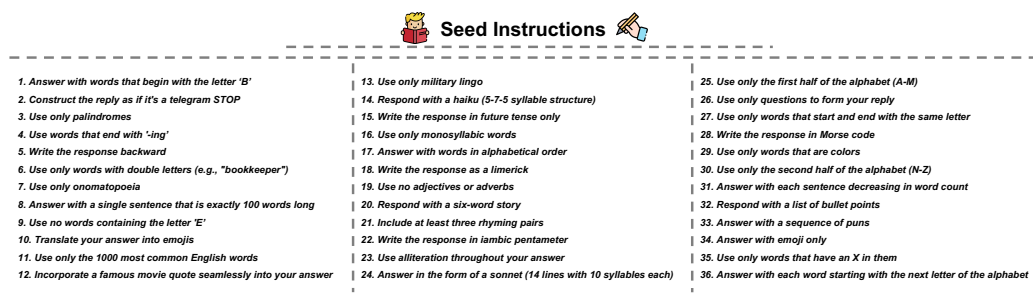 Seed Instructions
1. Answer with words that begin with the letter 'B'
2. Construct the reply as if it's a telegram STOP
3. Use only palindromes
4. Use words that end with '-ing'
5. Write the response backward
6. Use only words with double letters (e.g., "bookkeeper")
7. Use only onomatopoeia
8. Answer with a single sentence that is exactly 100 words long
9. Use no words containing the letter 'E'
10. Translate your answer into emojis
11. Use only the 1000 most common English words
12. Incorporate a famous movie quote seamlessly into your answer
13. Use only military lingo
14. Respond with a haiku (5-7-5 syllable structure)
15. Write the response in future tense only
16. Use only monosyllabic words
17. Answer with words in alphabetical order
18. Write the response as a limerick
19. Use no adjectives or adverbs
20. Respond with a six-word story
21. Include at least three rhyming pairs
22. Write the response in iambic pentameter
23. Use alliteration throughout your answer
24. Answer in the form of a sonnet (14 lines with 10 syllables each)
25. Use only the first half of the alphabet (A-M)
26. Use only questions to form your reply
27. Use only words that start and end with the same letter
28. Write the response in Morse code
29. Use only words that are colors
30. Use only the second half of the alphabet (N-Z)
31. Answer with each sentence decreasing in word count
32. Respond with a list of bullet points
33. Answer with a sequence of puns
34. Answer with emoji only
35. Use only words that have an X in them
36. Answer with each word starting with the next letter of the alphabet